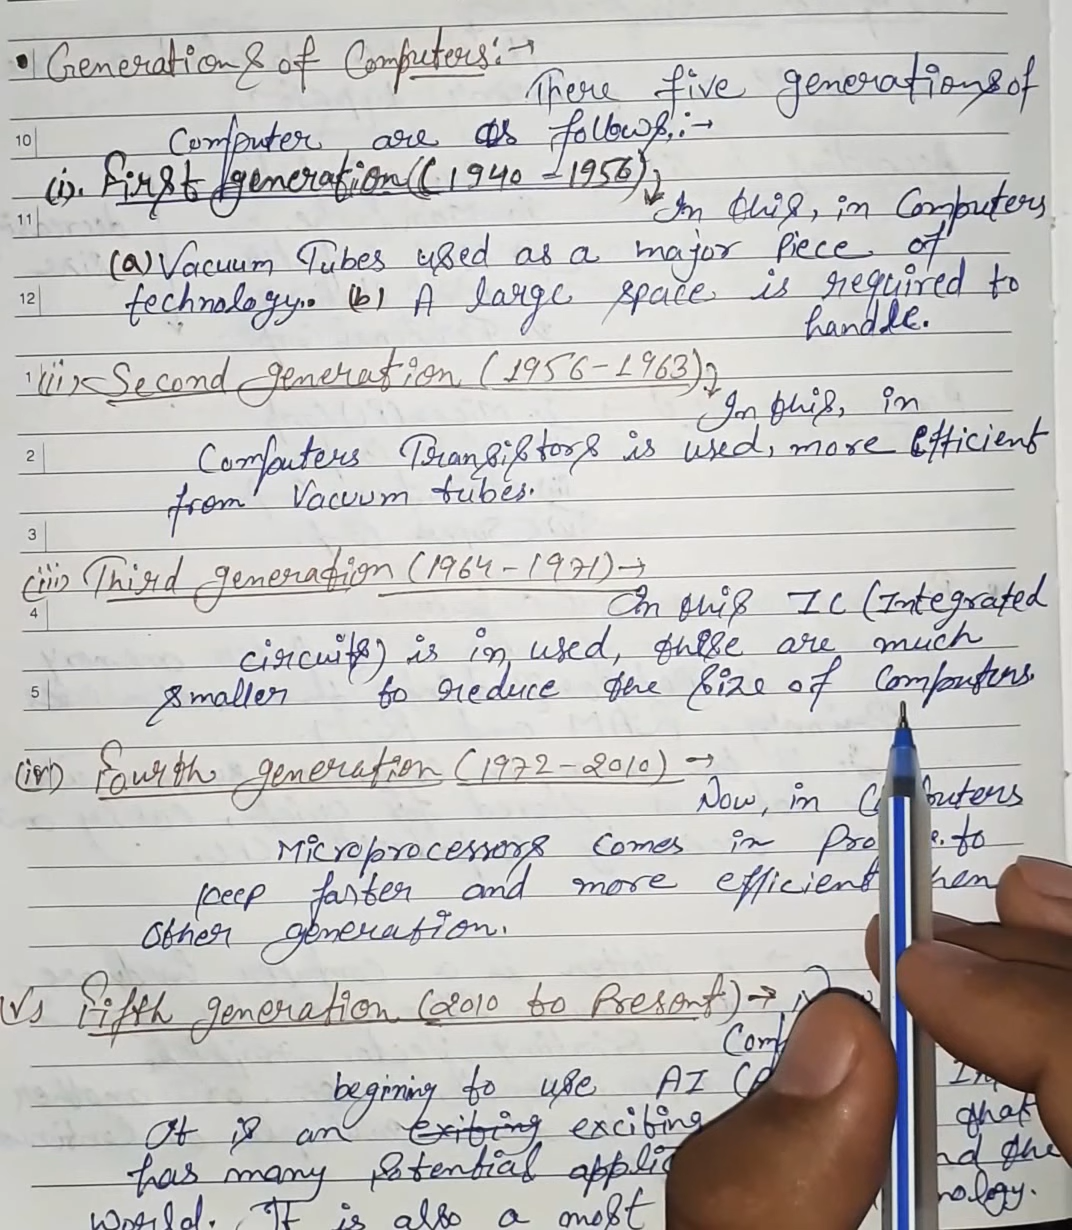 • Generations of Computers:→
There five generations of
10 Computer are as follows:→
(i). First generation (1940-1956)
11 In this, in Computers
(a) Vacuum Tubes used as a major Piece of
12 technology. (b) A large space is required to
handle.
1 (ii) Second generation (1956-1963)
In this, in
2 Computers Transistors is used, more efficient
from Vacuum tubes.
3
(iii) Third generation (1964-1971)→
4 In this IC (Integrated
circuits) is in used, these are much
5 smaller to reduce the size of Computers.
(iv) Fourth generation (1972-2010)→
Now, in
Microprocessors Comes in to
keep faster and more efficient
Other generation.
V) Fifth generation (2010 to Present)→
begining to use AI
It is an exiting exciting that
has many potential the
world. It is also a most